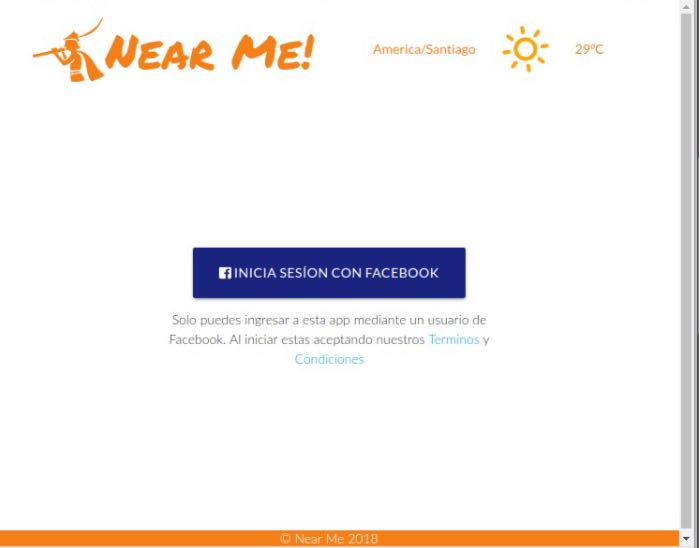 NEAR ME!
America/Santiago
29°C
INICIA SESÍON CON FACEBOOK
Solo puedes ingresar a esta app mediante un usuario de
Facebook. Al iniciar estas aceptando nuestros Terminos y
Condiciones
© Near Me 2018